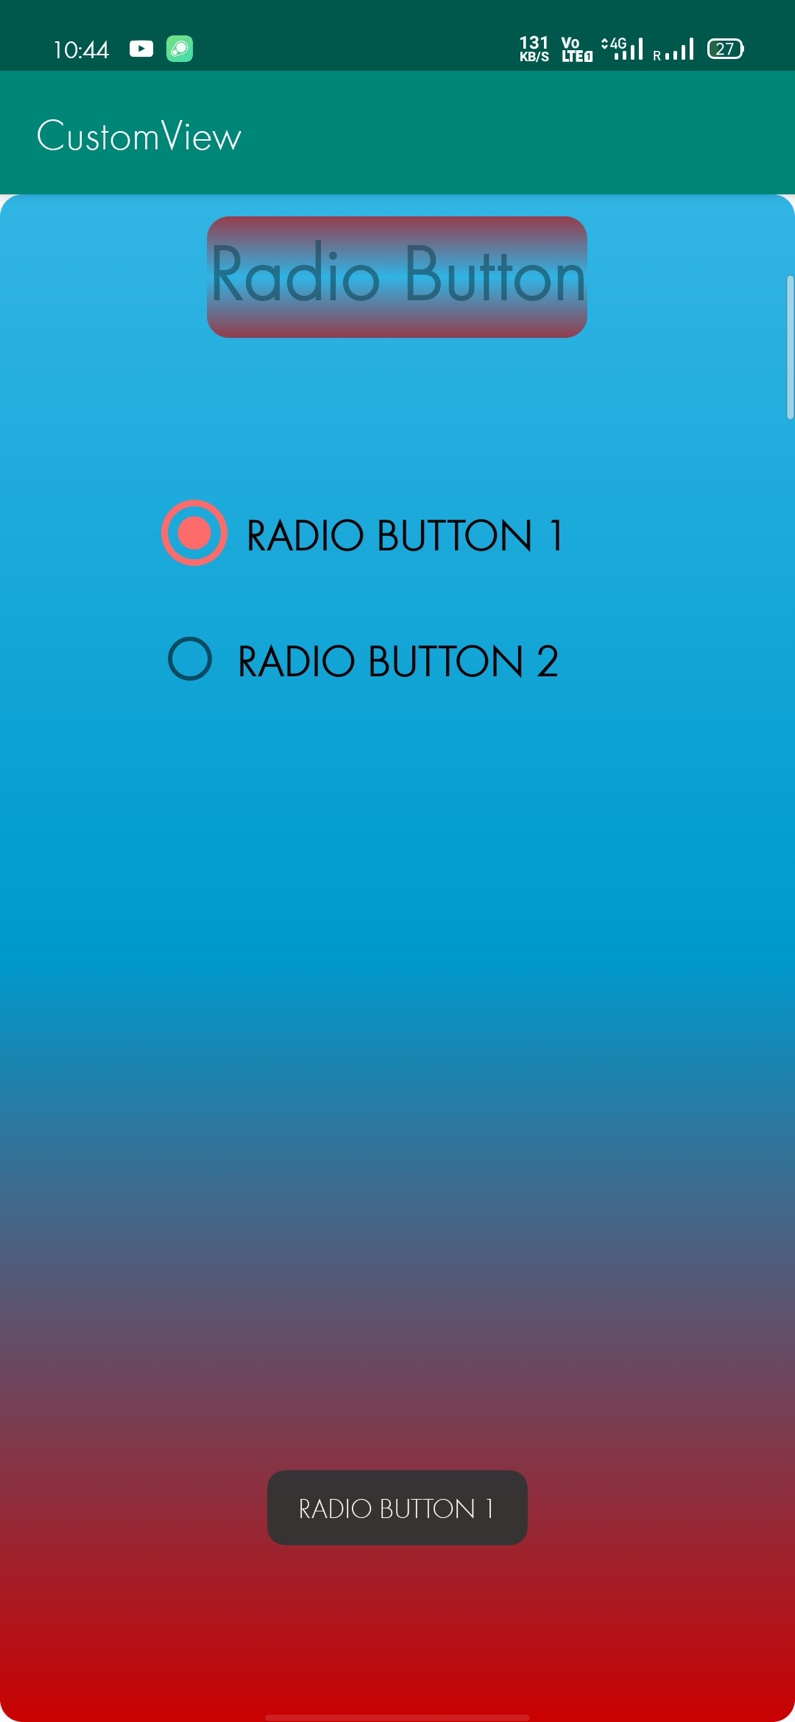 10:44 131 KB/S Vo LTE1 4G R 27
CustomView
Radio Button
RADIO BUTTON 1
RADIO BUTTON 2
RADIO BUTTON 1